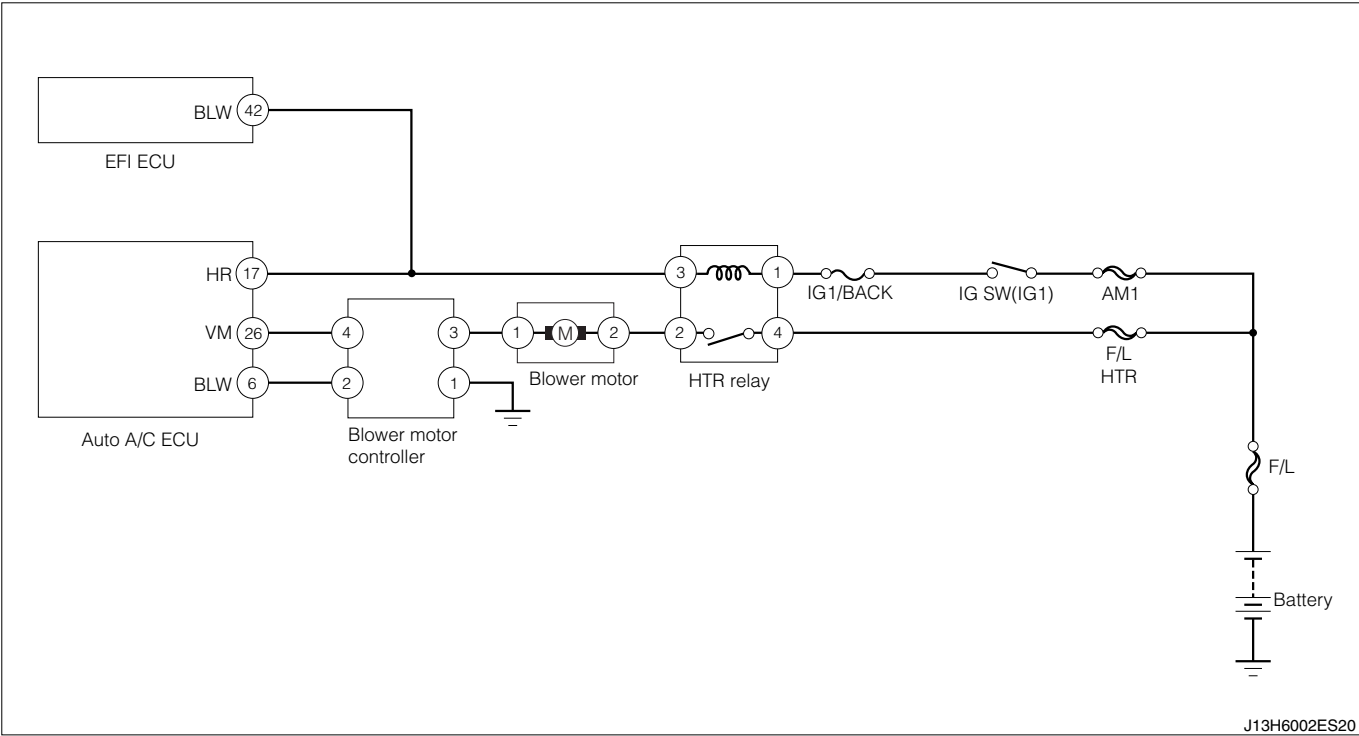 BLW 42
EFI ECU
HR 17
3
1
IG1/BACK
IG SW(IG1)
AM1
VM 26
4
3
1
M
2
2
4
F/L
HTR
BLW 6
2
1
Blower motor
HTR relay
Auto A/C ECU
Blower motor
controller
F/L
Battery
J13H6002ES20